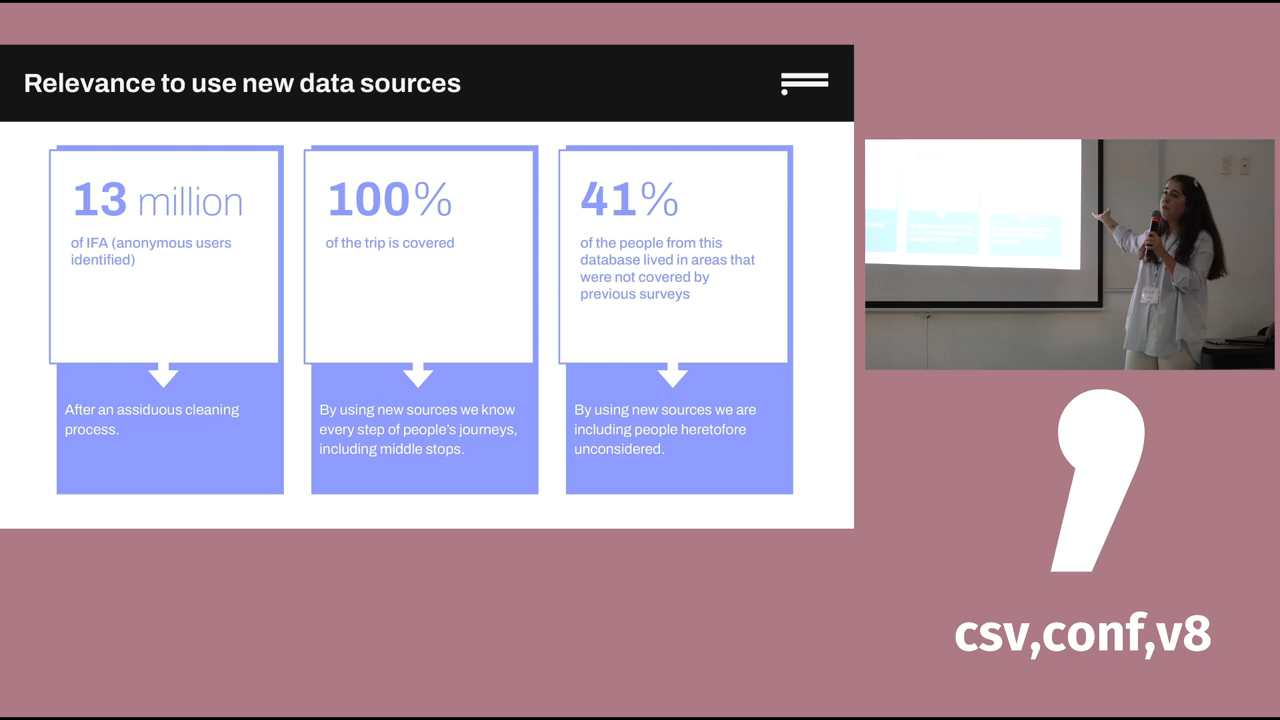 Relevance to use new data sources
13 million
of IFA (anonymous users
identified)
After an assiduous cleaning
process.
100%
of the trip is covered
By using new sources we know
every step of people's journeys,
including middle stops.
41%
of the people from this
database lived in areas that
were not covered by
previous surveys
By using new sources we are
including people heretofore
unconsidered.
csv,conf,v8